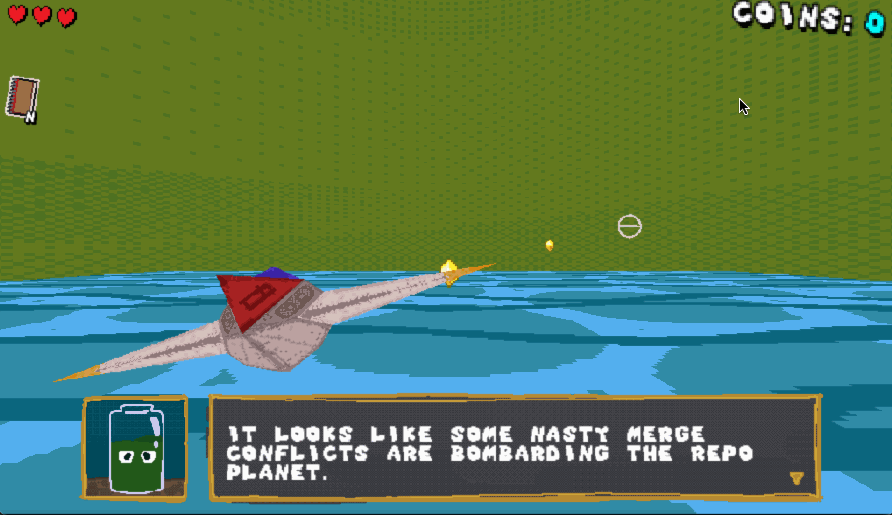 COINS: 0
N
IT LOOKS LIKE SOME NASTY MERGE
CONFLICTS ARE BOMBARDING THE REPO
PLANET.